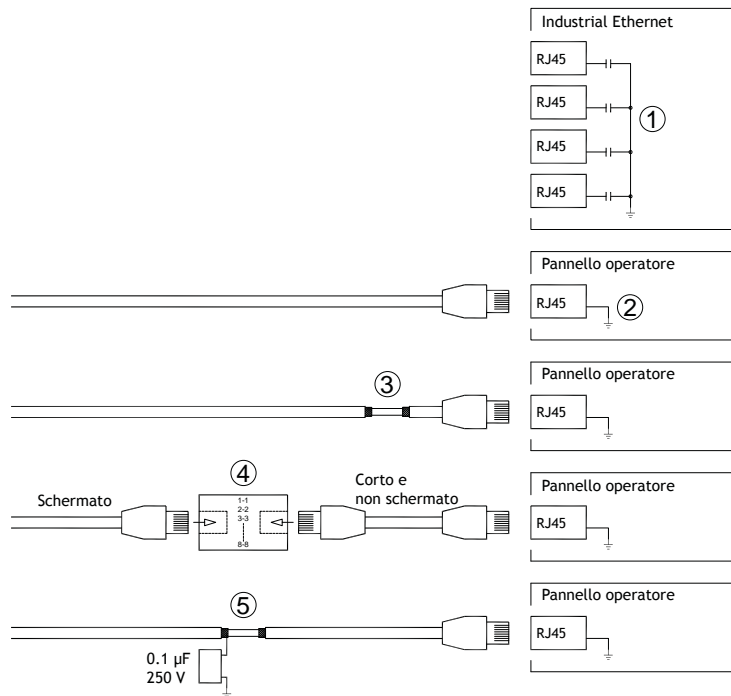 Industrial Ethernet
RJ45
RJ45
①
RJ45
RJ45
Pannello operatore
RJ45
②
Pannello operatore
③
RJ45
Pannello operatore
④
Schermato
1-1
2-2
3-3
8-8
Corto e
non schermato
RJ45
Pannello operatore
⑤
RJ45
0.1 µF
250 V